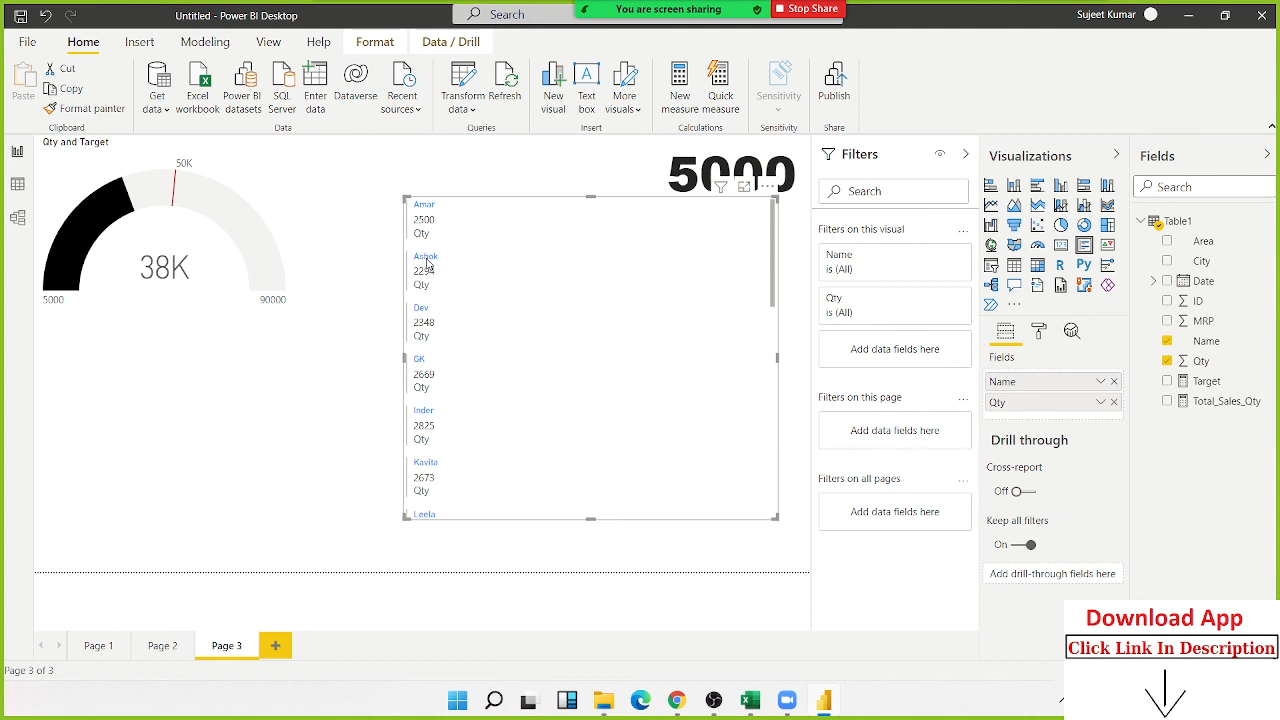 Untitled - Power BI Desktop
Search
You are screen sharing
Stop Share
Sujeet Kumar
File
Home
Insert
Modeling
View
Help
Format
Data / Drill
Paste
Cut
Copy
Format painter
Get data
Excel workbook
Power BI datasets
SQL Server
Enter data
Dataverse
Recent sources
Transform data
Refresh
New visual
Text box
More visuals
New measure
Quick measure
Sensitivity
Publish
Clipboard
Data
Queries
Insert
Calculations
Sensitivity
Share
Qty and Target
50K
38K
5000
90000
5000
Amar
2500
Qty
Ashok
2294
Qty
Dev
2348
Qty
GK
2669
Qty
Inder
2825
Qty
Kavita
2673
Qty
Leela
Filters
Search
Filters on this visual
Name
is (All)
Qty
is (All)
Add data fields here
Filters on this page
Add data fields here
Filters on all pages
Add data fields here
Visualizations
R
Py
Fields
Name
Qty
Drill through
Cross-report
Off
Keep all filters
On
Add drill-through fields here
Fields
Search
Table1
Area
City
Date
ID
MRP
Name
Qty
Target
Total_Sales_Qty
Page 1
Page 2
Page 3
Page 3 of 3
Download App
Click Link In Description